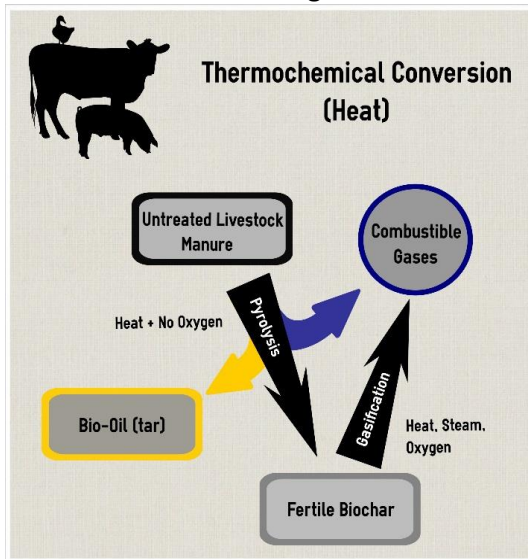 Thermochemical Conversion
(Heat)
Untreated Livestock
Manure
Combustible
Gases
Heat + No Oxygen
Pyrolysis
Bio-Oil (tar)
Gasification
Heat, Steam,
Oxygen
Fertile Biochar